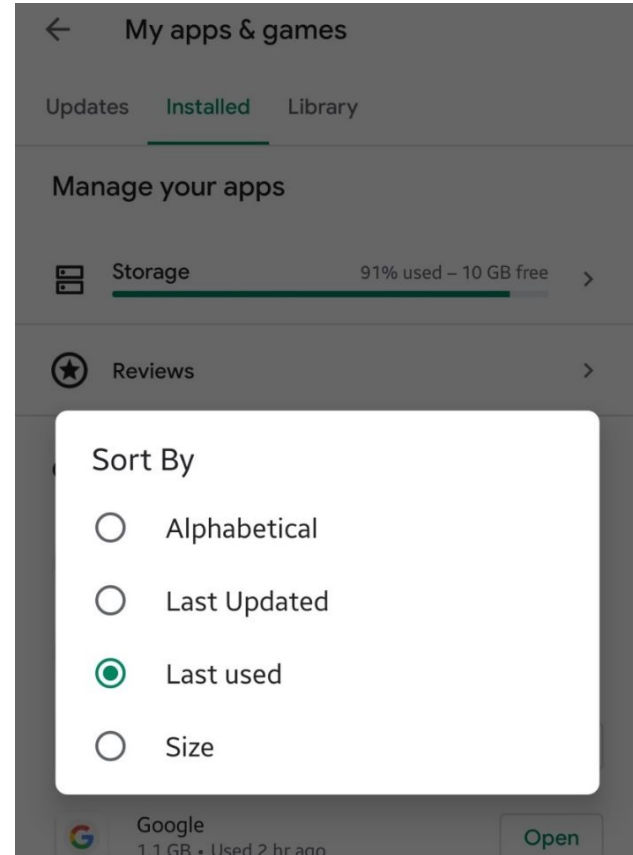 My apps & games
Updates Installed Library
Manage your apps
Storage 91% used – 10 GB free
Reviews
Sort By
Alphabetical
Last Updated
Last used
Size
Google
1.1 GB • Used 2 hr ago
Open